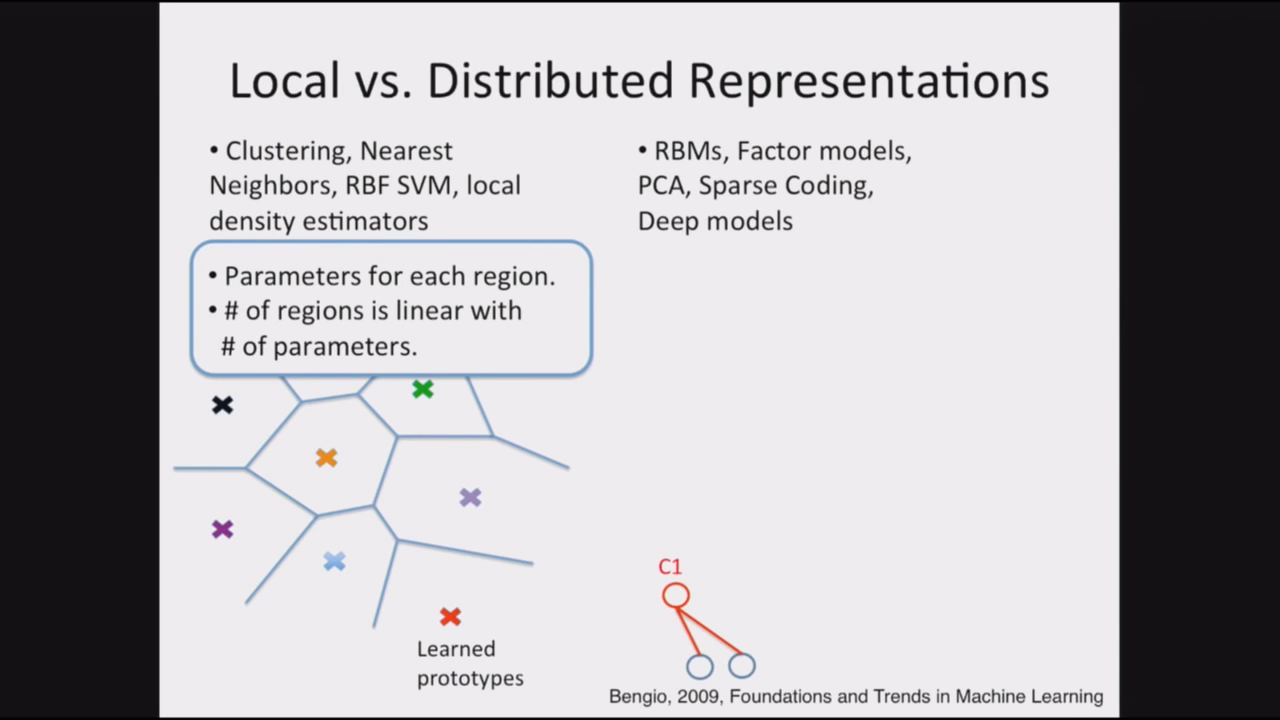 Local vs. Distributed Representations
• Clustering, Nearest
Neighbors, RBF SVM, local
density estimators
• Parameters for each region.
• # of regions is linear with
# of parameters.
Learned
prototypes
• RBMs, Factor models,
PCA, Sparse Coding,
Deep models
C1
Bengio, 2009, Foundations and Trends in Machine Learning